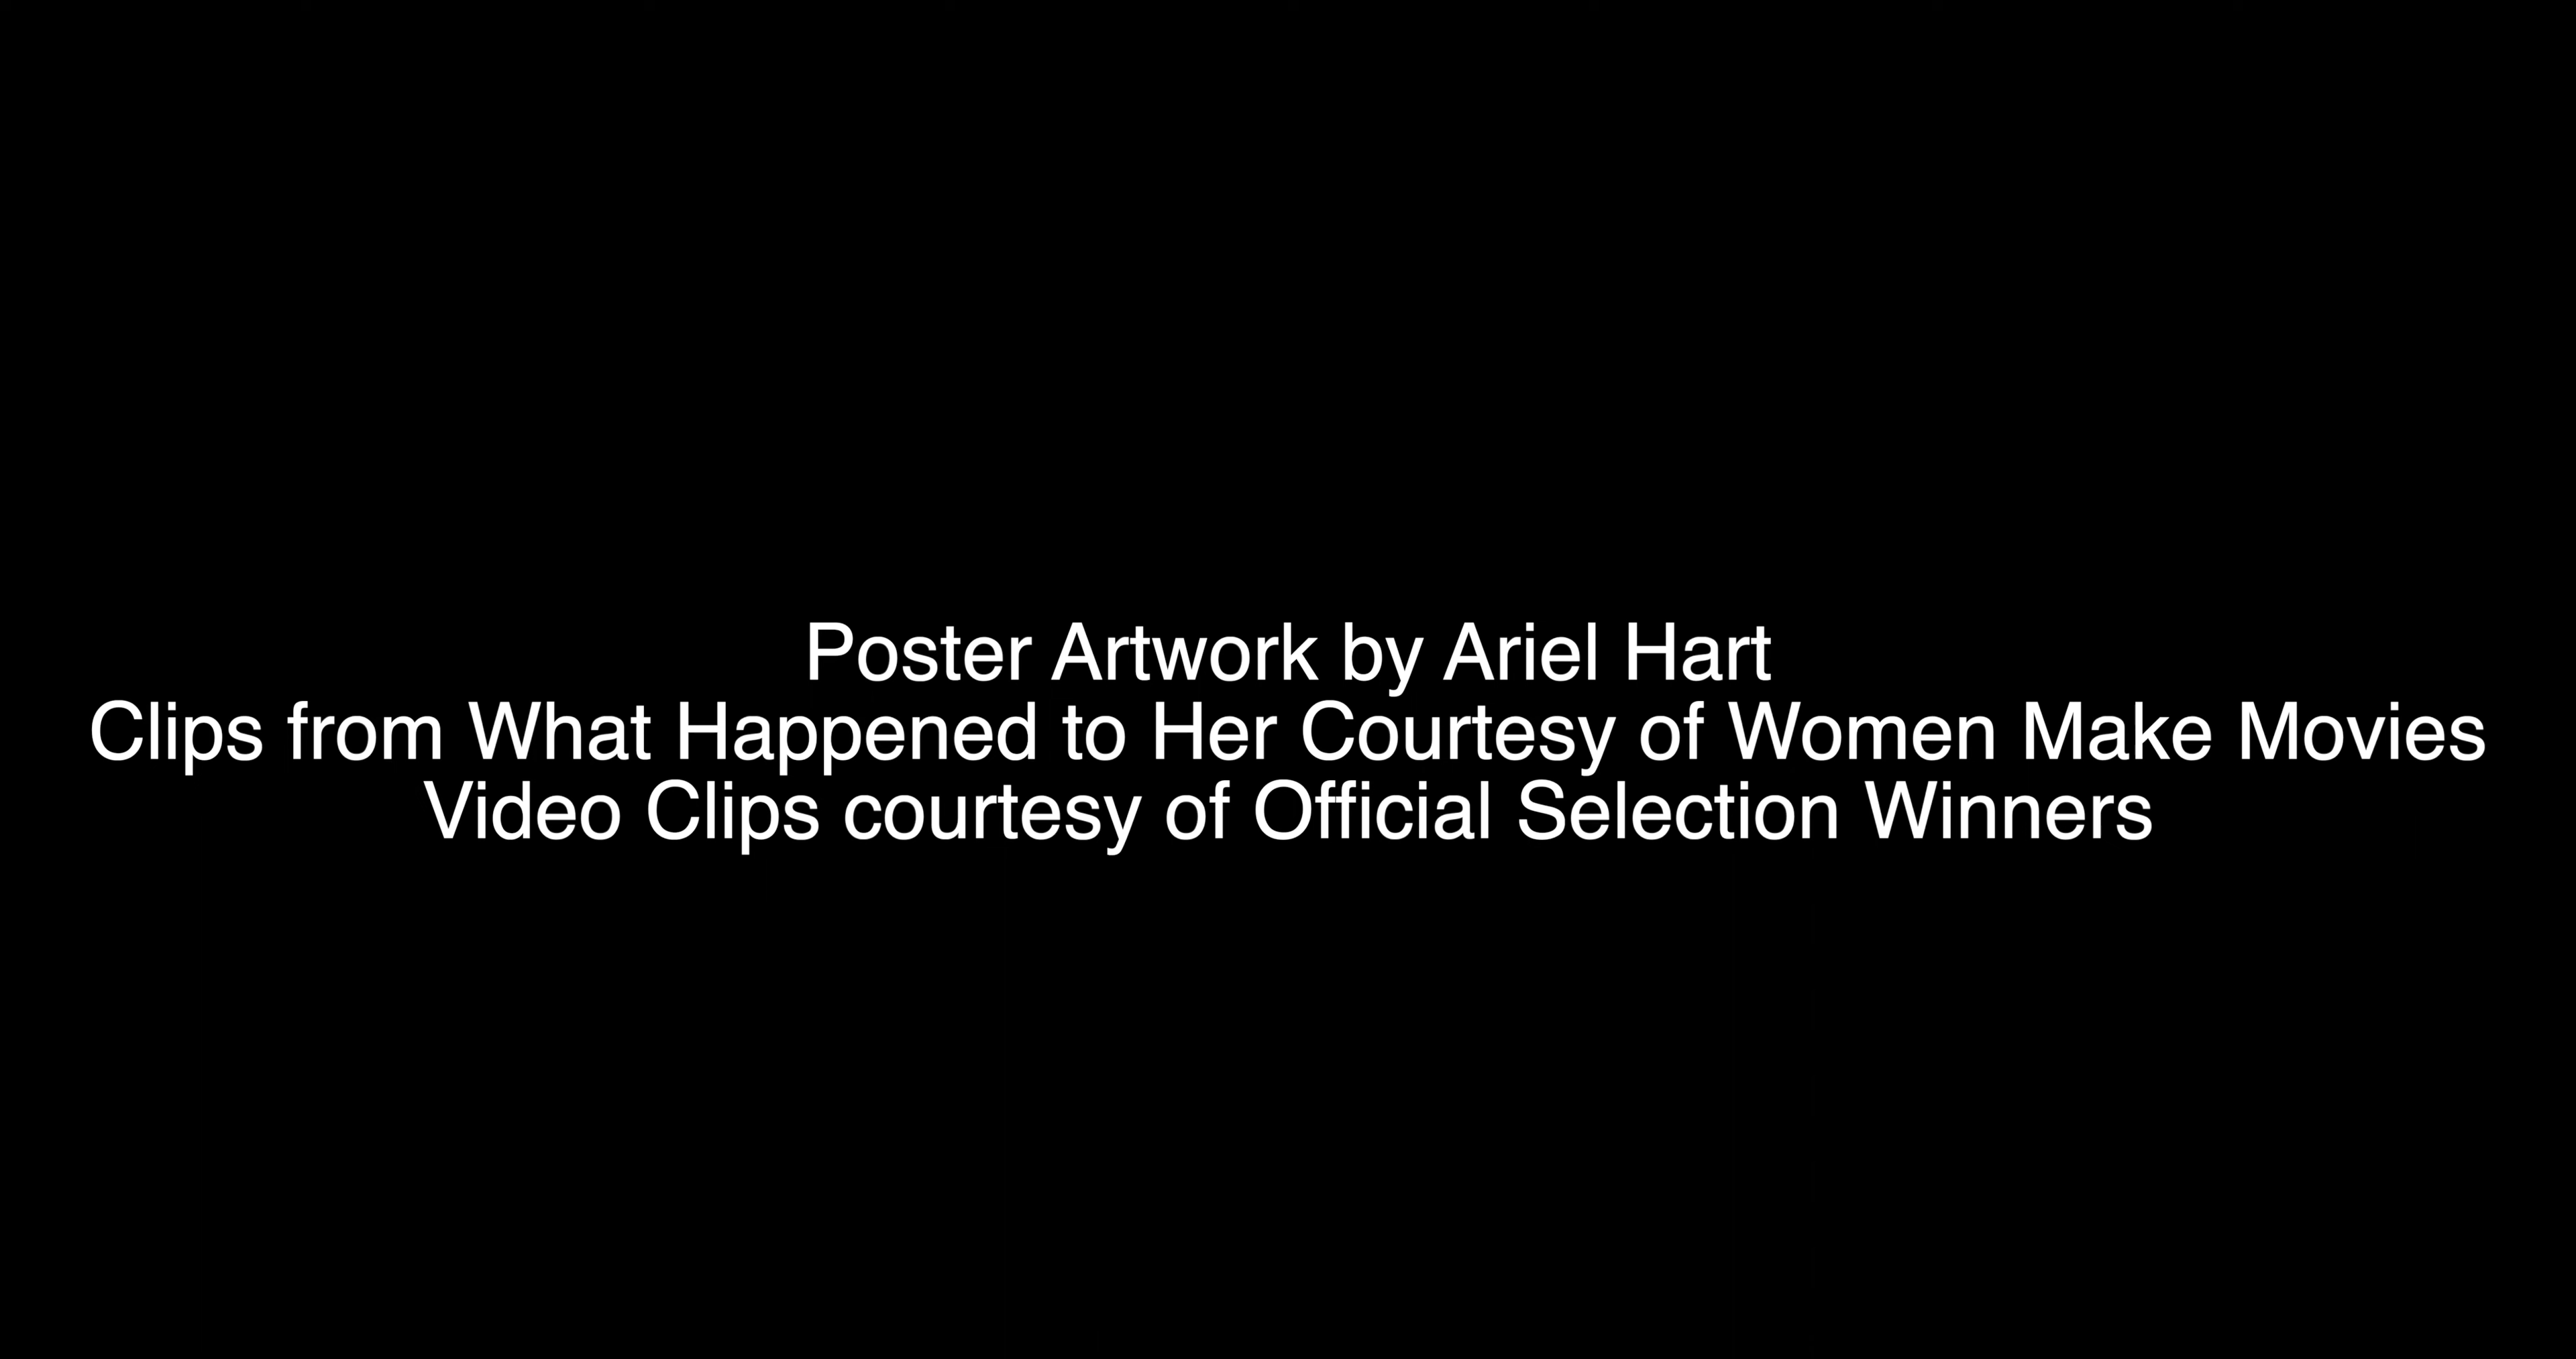 Poster Artwork by Ariel Hart
Clips from What Happened to Her Courtesy of Women Make Movies
Video Clips courtesy of Official Selection Winners